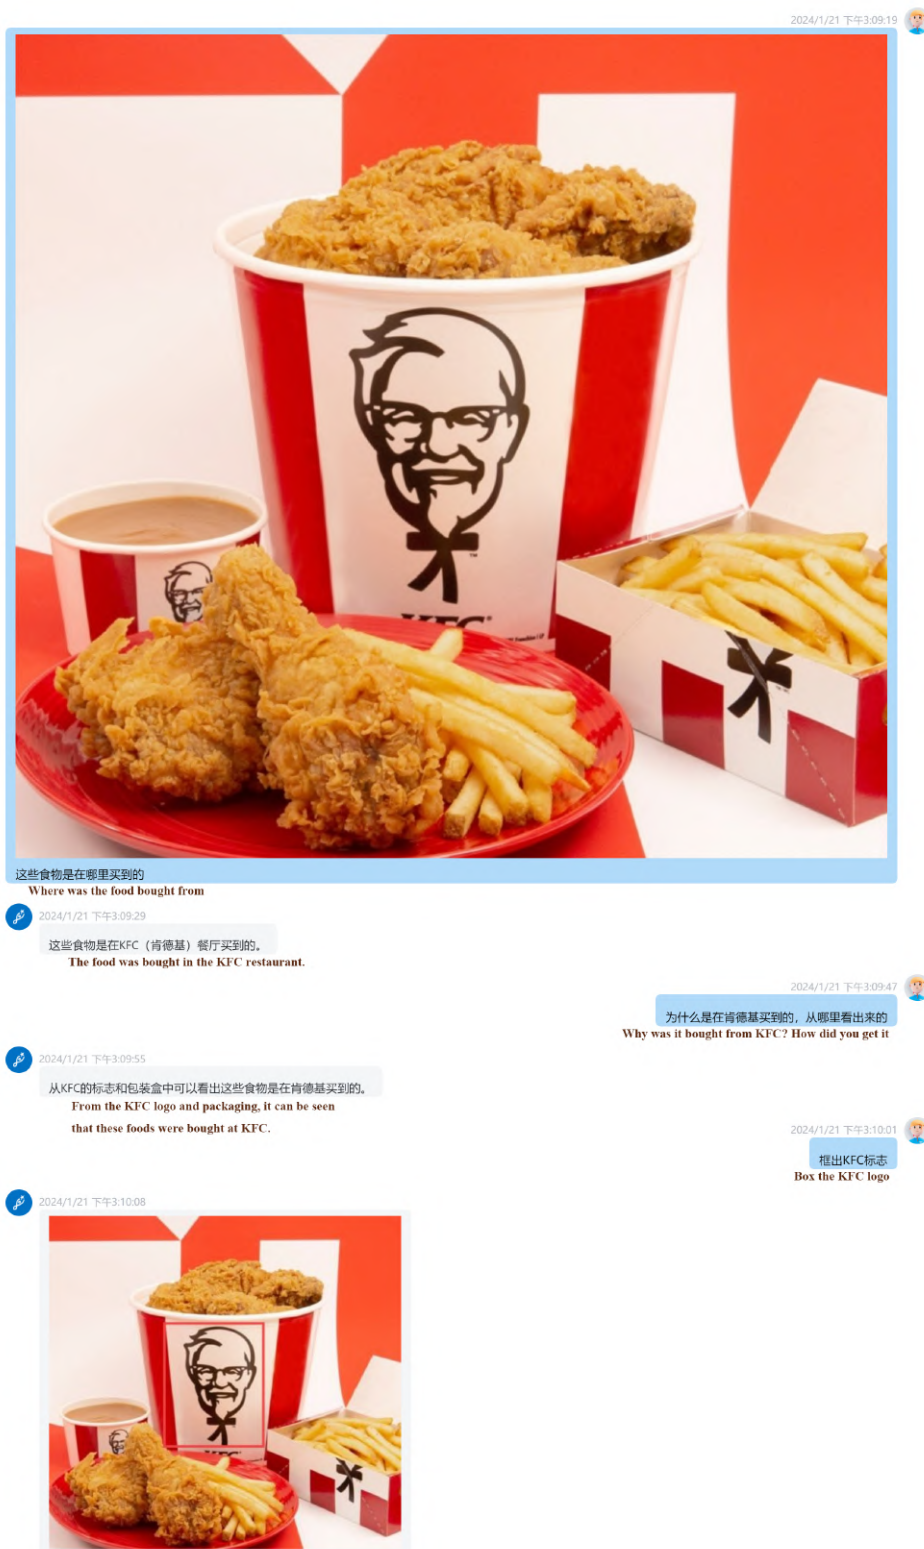 2024/1/21 下午3:09:19
KFC
这些食物是在哪里买到的
Where was the food bought from
2024/1/21 下午3:09:29
这些食物是在KFC（肯德基）餐厅买到的。
The food was bought in the KFC restaurant.
2024/1/21 下午3:09:47
为什么是在肯德基买到的，从哪里看出来的
Why was it bought from KFC? How did you get it
2024/1/21 下午3:09:55
从KFC的标志和包装盒中可以看出这些食物是在肯德基买到的。
From the KFC logo and packaging, it can be seen
that these foods were bought at KFC.
2024/1/21 下午3:10:01
框出KFC标志
Box the KFC logo
2024/1/21 下午3:10:08
KFC